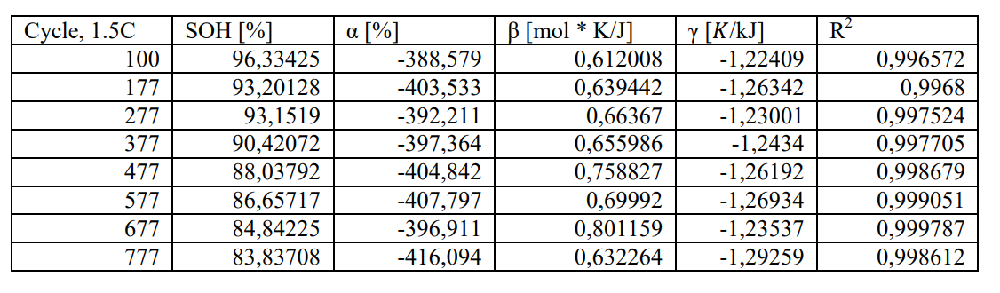 Cycle, 1.5C SOH [%] α [%] β [mol * K/J] γ [K/kJ] R²
100 96,33425 -388,579 0,612008 -1,22409 0,996572
177 93,20128 -403,533 0,639442 -1,26342 0,9968
277 93,1519 -392,211 0,66367 -1,23001 0,997524
377 90,42072 -397,364 0,655986 -1,2434 0,997705
477 88,03792 -404,842 0,758827 -1,26192 0,998679
577 86,65717 -407,797 0,69992 -1,26934 0,999051
677 84,84225 -396,911 0,801159 -1,23537 0,999787
777 83,83708 -416,094 0,632264 -1,29259 0,998612